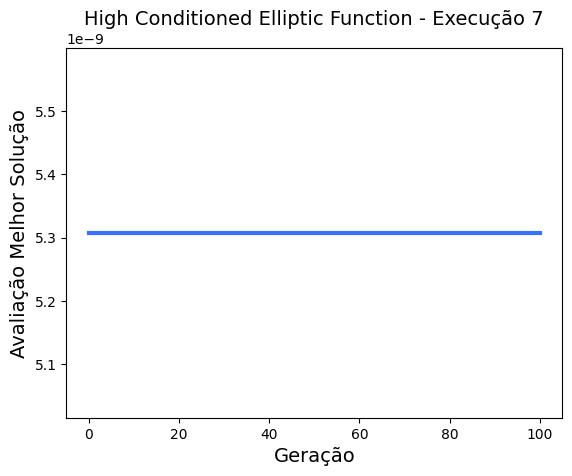 High Conditioned Elliptic Function - Execução 7
1e−9
5.5
5.4
5.3
5.2
5.1
Avaliação Melhor Solução
0 20 40 60 80 100
Geração